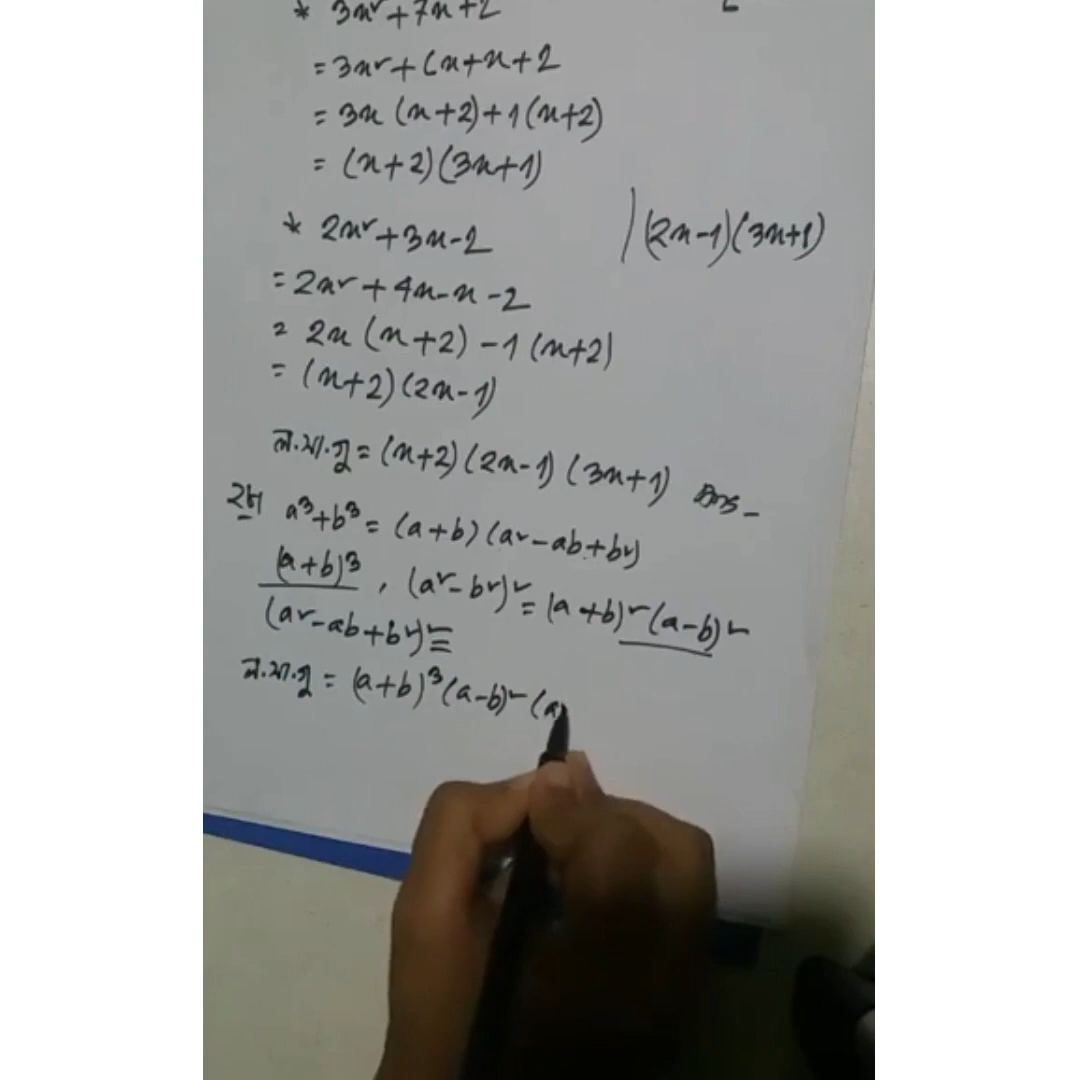 * 3x² + 7x + 2
= 3x² + 6x + x + 2
= 3x (x+2) + 1 (x+2)
= (x+2) (3x+1)
* 2x² + 3x - 2
| (2x-1) (3x+1)
= 2x² + 4x - x - 2
= 2x (x+2) - 1 (x+2)
= (x+2) (2x-1)
ল.সা.গু = (x+2) (2x-1) (3x+1) Ans -
২য় a³+b³ = (a+b) (a²-ab+b²)
(a+b)³, (a²-b²)² = (a+b)² (a-b)²
(a²-ab+b²)² =
ল.সা.গু = (a+b)³ (a-b)² (a